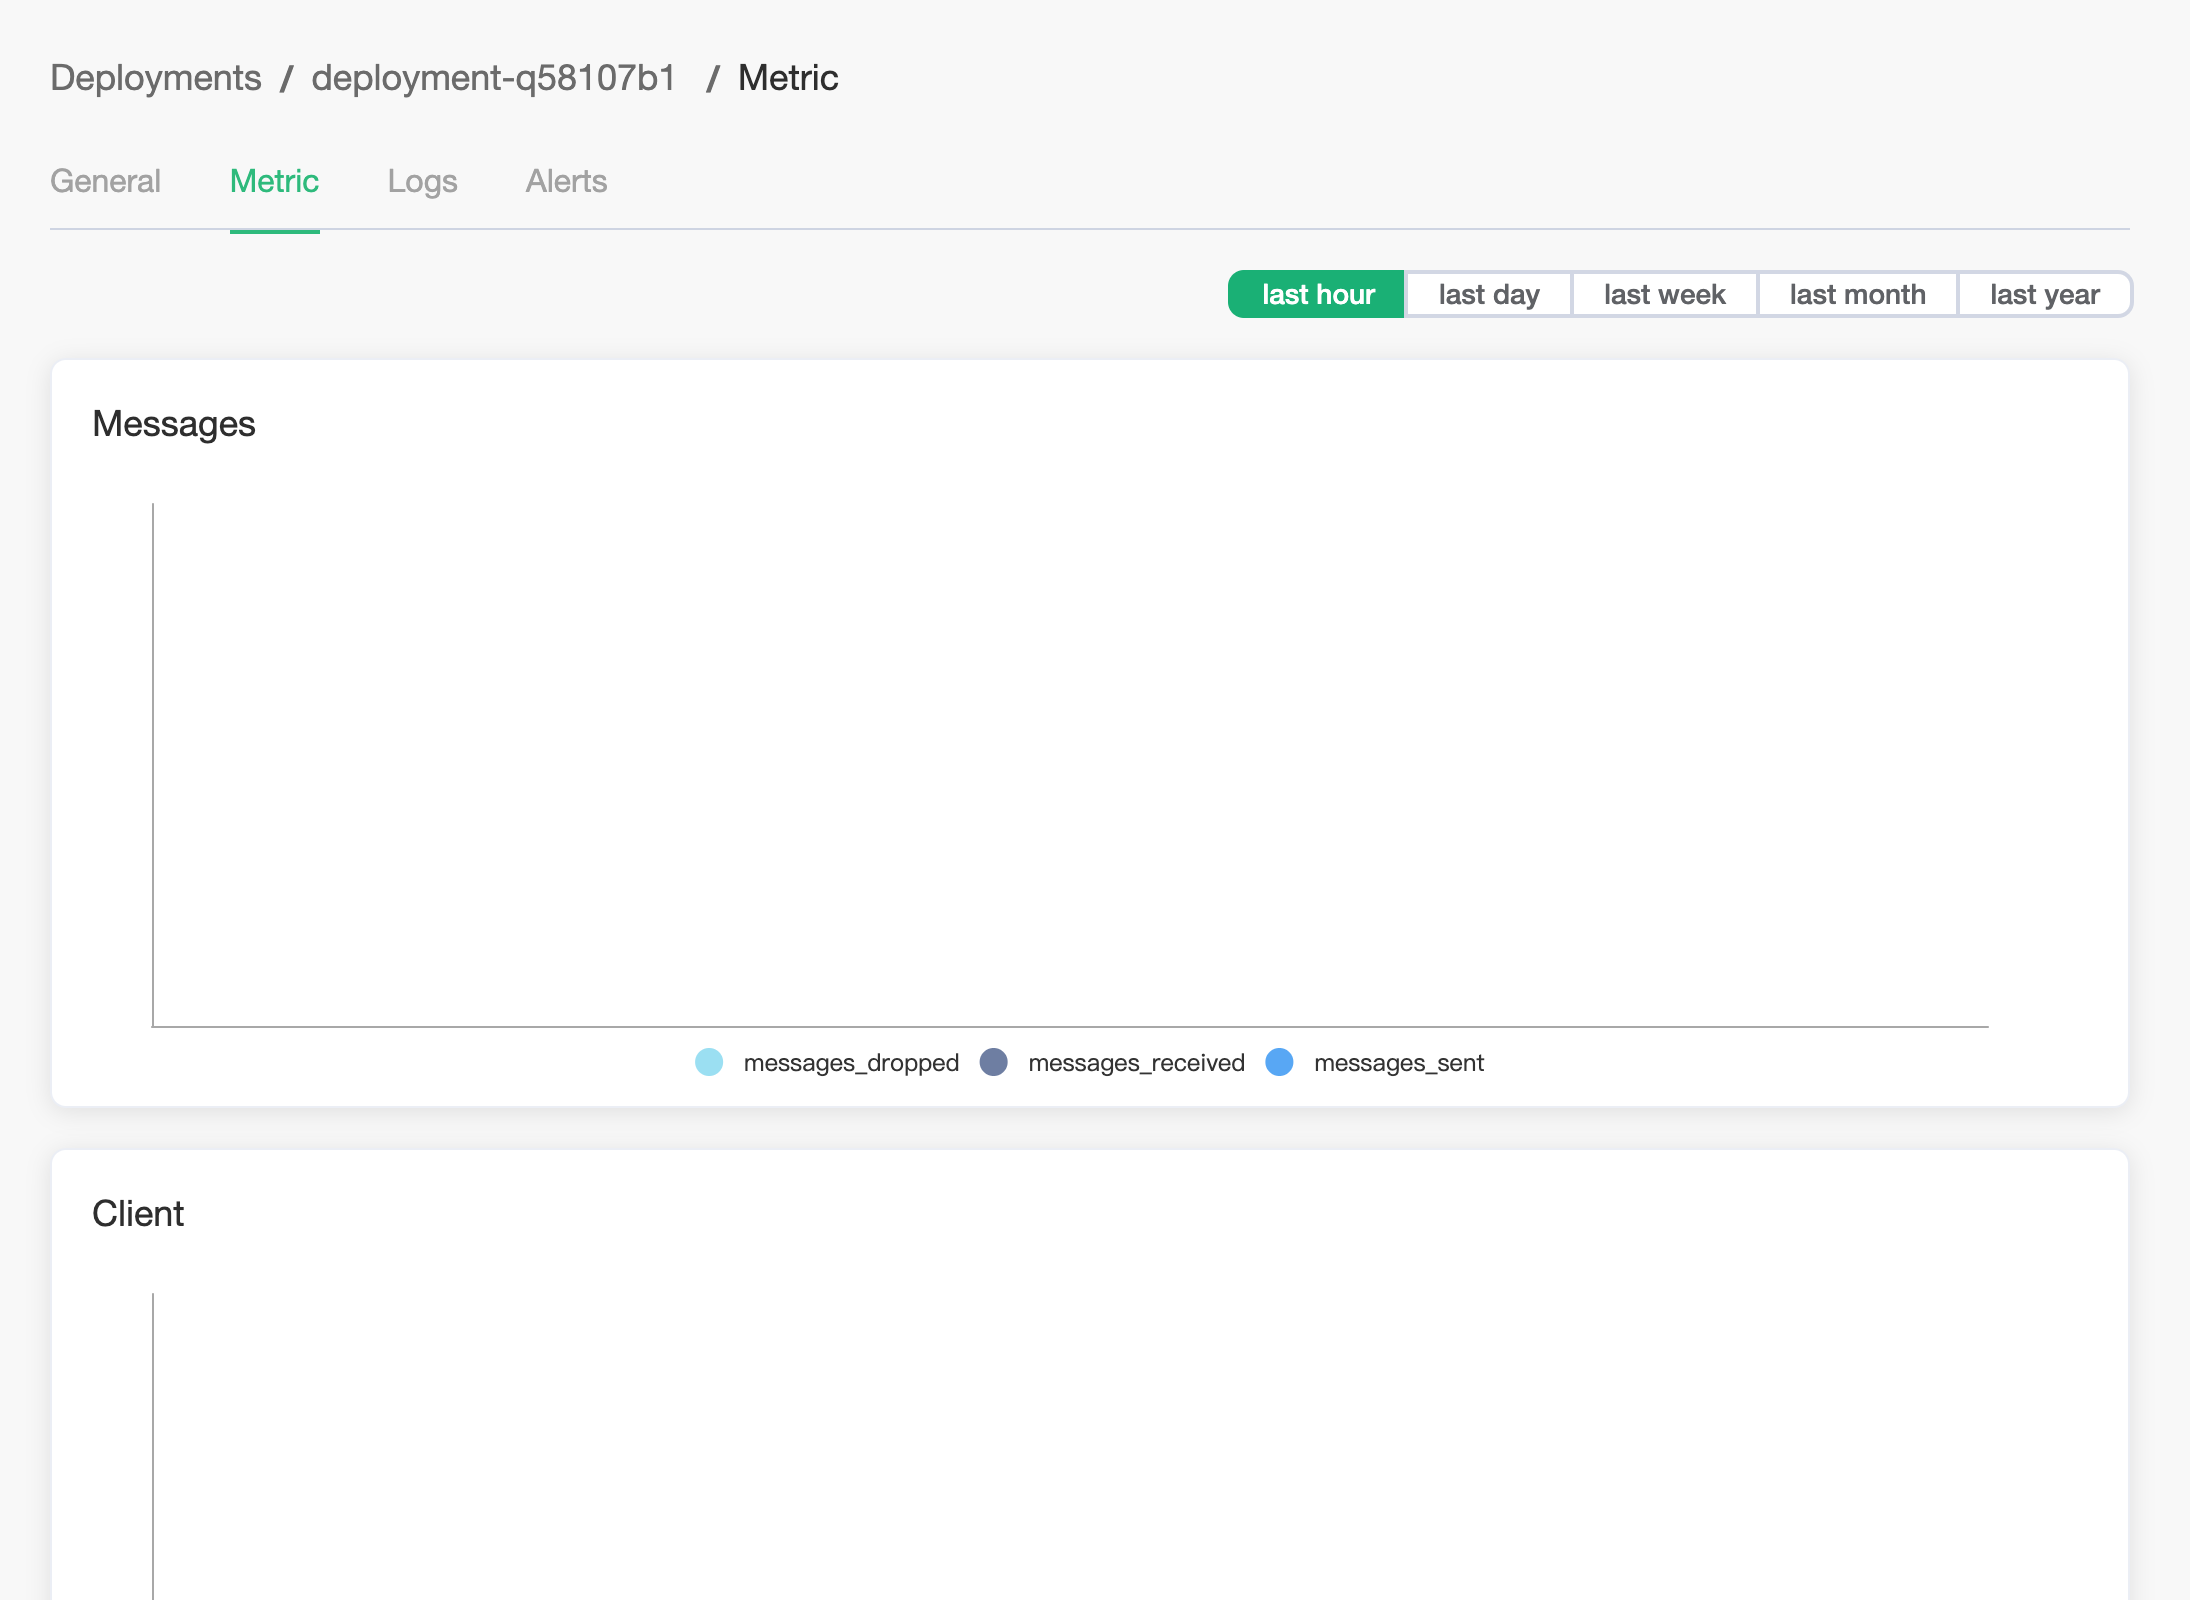 Deployments / deployment-q58107b1 / Metric
General Metric Logs Alerts
last hour last day last week last month last year
Messages
messages_dropped messages_received messages_sent
Client